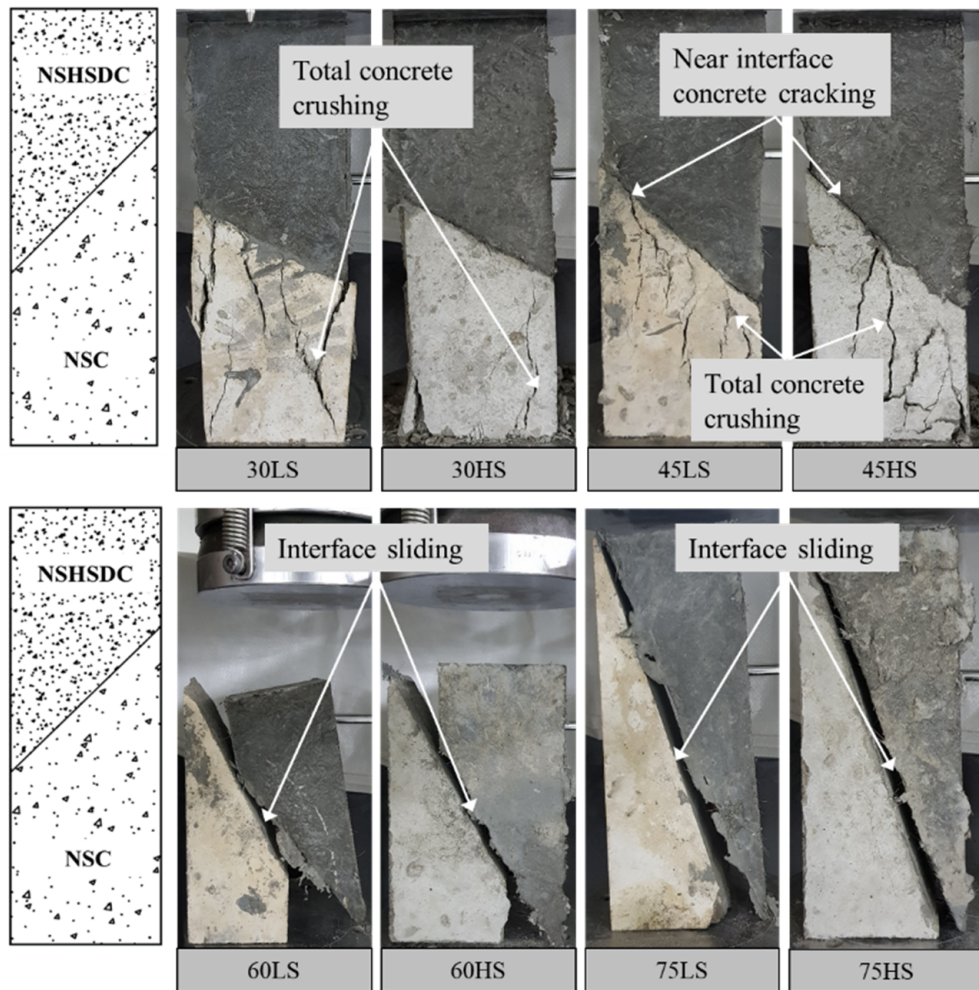 NSHSDC
NSC
Total concrete
crushing
Near interface
concrete cracking
Total concrete
crushing
30LS
30HS
45LS
45HS
NSHSDC
NSC
Interface sliding
Interface sliding
60LS
60HS
75LS
75HS